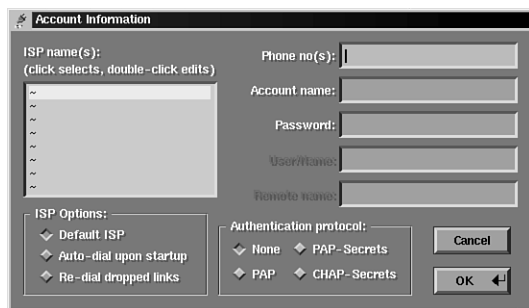 Account Information
ISP name(s):
(click selects, double-click edits)
~
~
~
~
~
~
~
~
Phone no(s):
Account name:
Password:
User/Name:
Remote name:
ISP Options:
Default ISP
Auto-dial upon startup
Re-dial dropped links
Authentication protocol:
None PAP-Secrets
PAP CHAP-Secrets
Cancel
OK